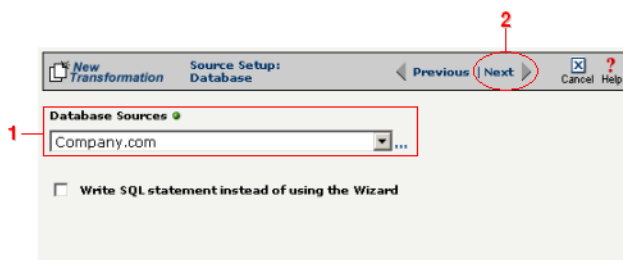 2
New Transformation
Source Setup: Database
Previous | Next
Cancel
?
Help
Database Sources
1
Company.com
...
Write SQL statement instead of using the Wizard